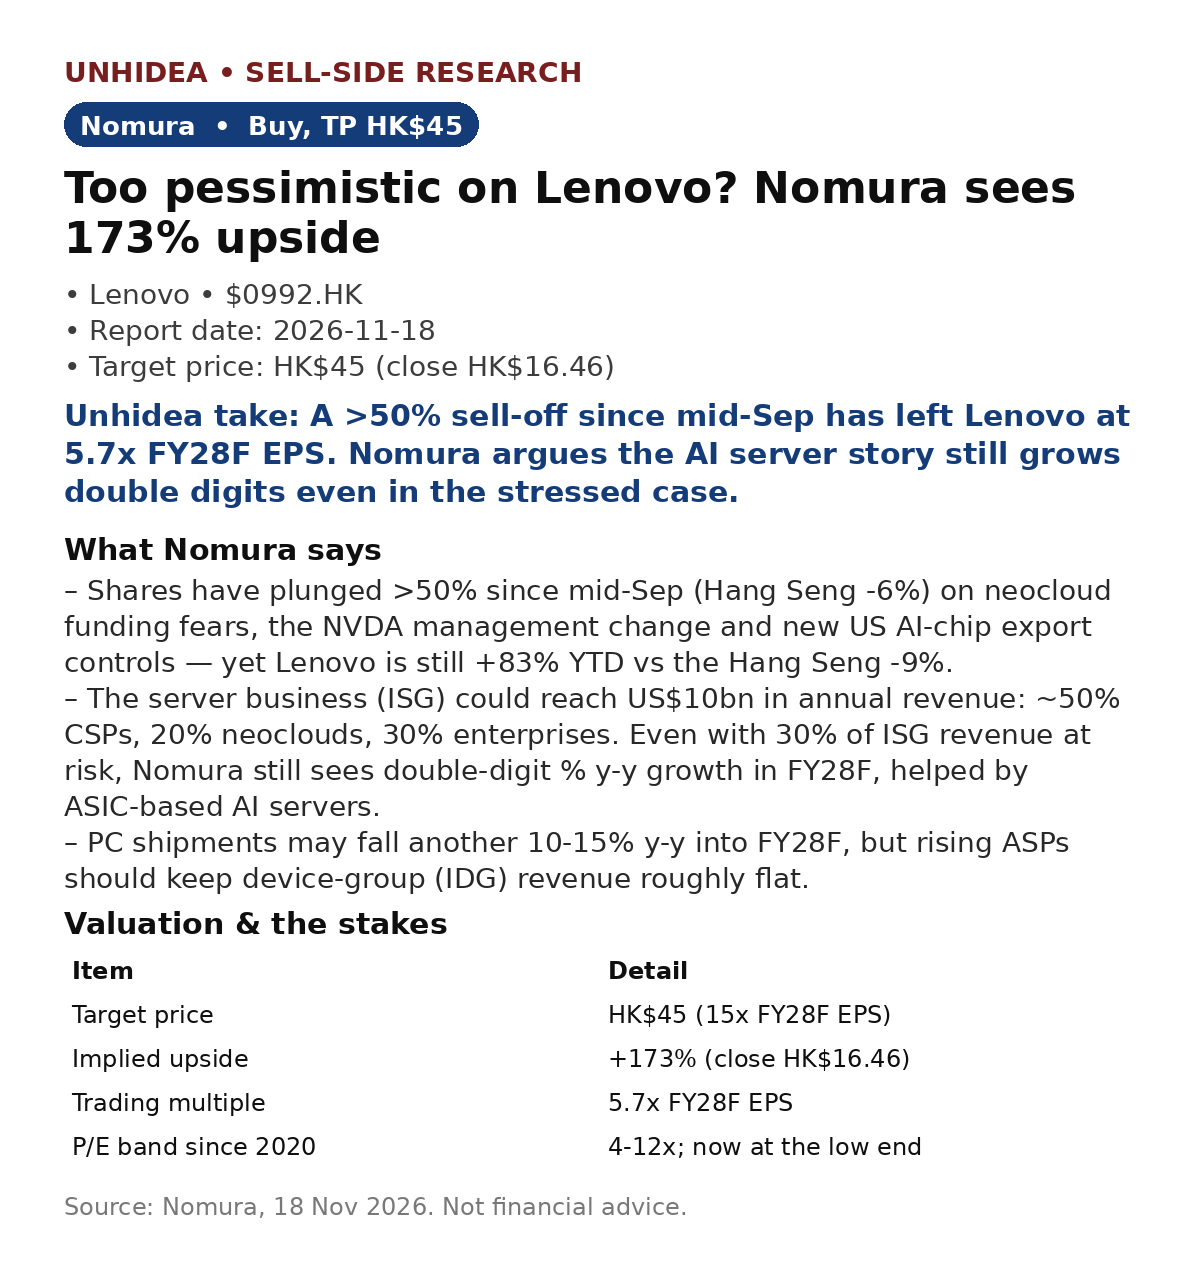 UNHIDEA • SELL-SIDE RESEARCH
Nomura • Buy, TP HK$45
Too pessimistic on Lenovo? Nomura sees
173% upside
• Lenovo • $0992.HK
• Report date: 2026-11-18
• Target price: HK$45 (close HK$16.46)
Unhidea take: A >50% sell-off since mid-Sep has left Lenovo at
5.7x FY28F EPS. Nomura argues the AI server story still grows
double digits even in the stressed case.
What Nomura says
– Shares have plunged >50% since mid-Sep (Hang Seng -6%) on neocloud
funding fears, the NVDA management change and new US AI-chip export
controls — yet Lenovo is still +83% YTD vs the Hang Seng -9%.
– The server business (ISG) could reach US$10bn in annual revenue: ~50%
CSPs, 20% neoclouds, 30% enterprises. Even with 30% of ISG revenue at
risk, Nomura still sees double-digit % y-y growth in FY28F, helped by
ASIC-based AI servers.
– PC shipments may fall another 10-15% y-y into FY28F, but rising ASPs
should keep device-group (IDG) revenue roughly flat.
Valuation & the stakes
Item Detail
Target price HK$45 (15x FY28F EPS)
Implied upside +173% (close HK$16.46)
Trading multiple 5.7x FY28F EPS
P/E band since 2020 4-12x; now at the low end
Source: Nomura, 18 Nov 2026. Not financial advice.